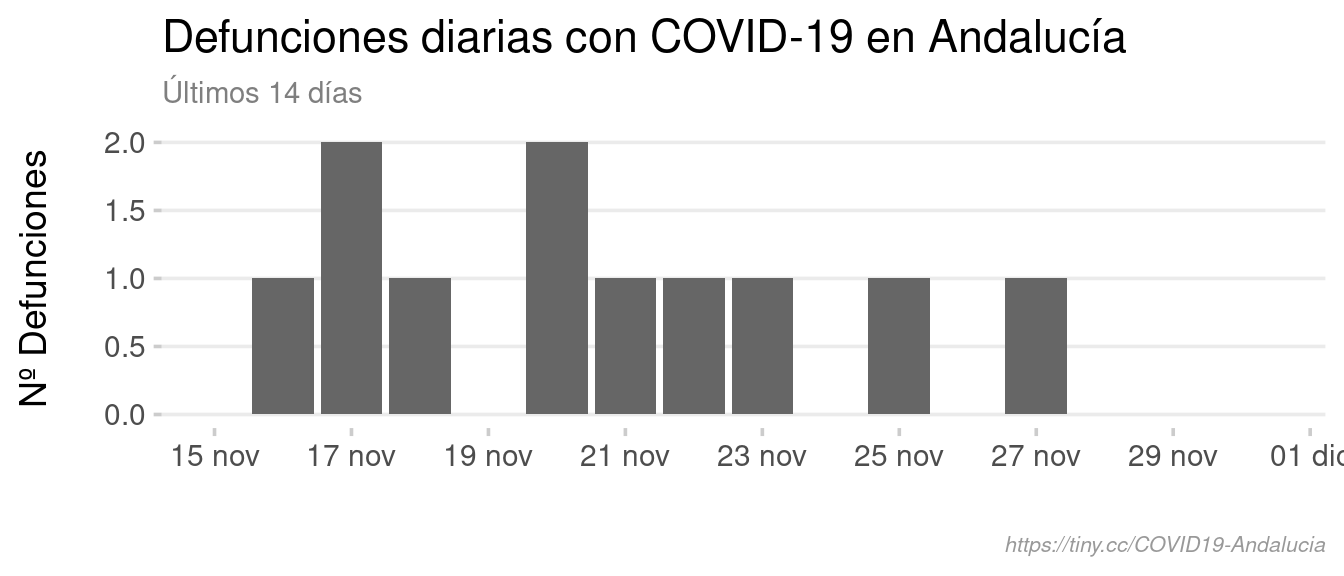 Defunciones diarias con COVID-19 en Andalucía
Últimos 14 días
Nº Defunciones
2.0
1.5
1.0
0.5
0.0
15 nov 17 nov 19 nov 21 nov 23 nov 25 nov 27 nov 29 nov 01 dic
https://tiny.cc/COVID19-Andalucia